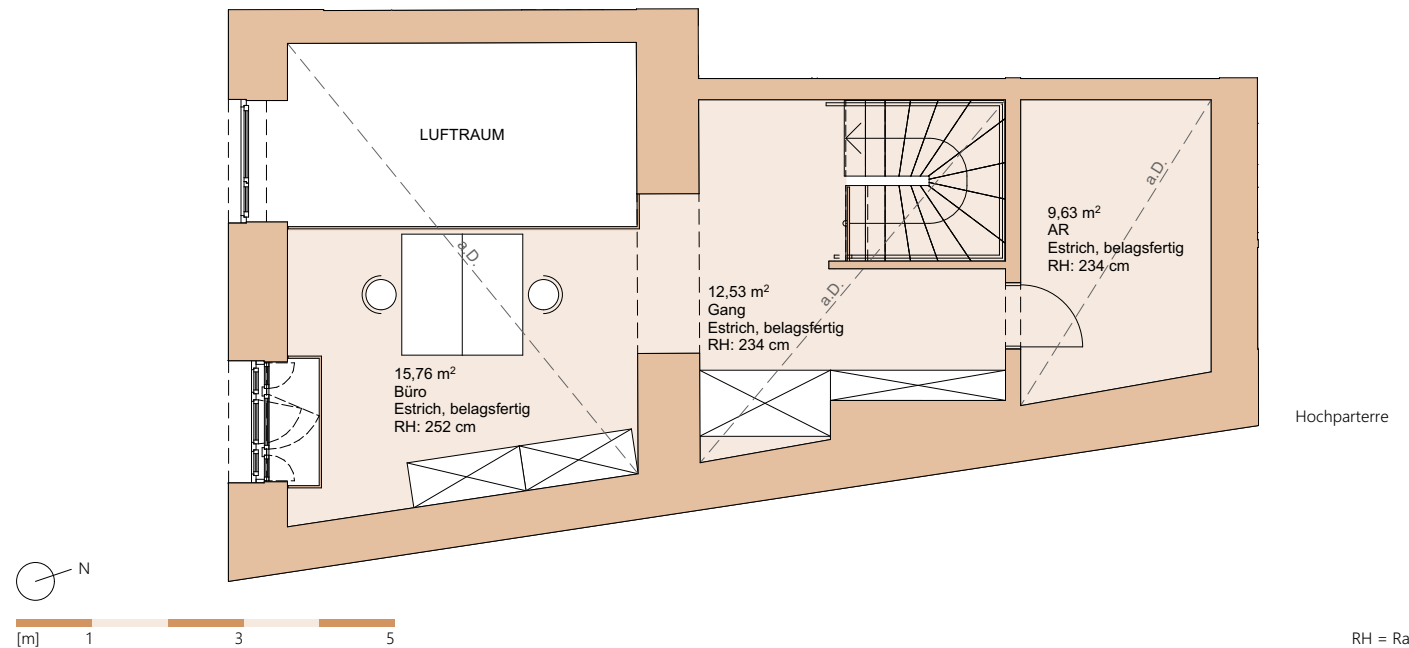 LUFTRAUM
a.D.
9,63 m²
AR
Estrich, belagsfertig
RH: 234 cm
a.D.
12,53 m²
Gang
Estrich, belagsfertig
RH: 234 cm
a.D.
15,76 m²
Büro
Estrich, belagsfertig
RH: 252 cm
Hochparterre
N
[m] 1 3 5
RH = Ra